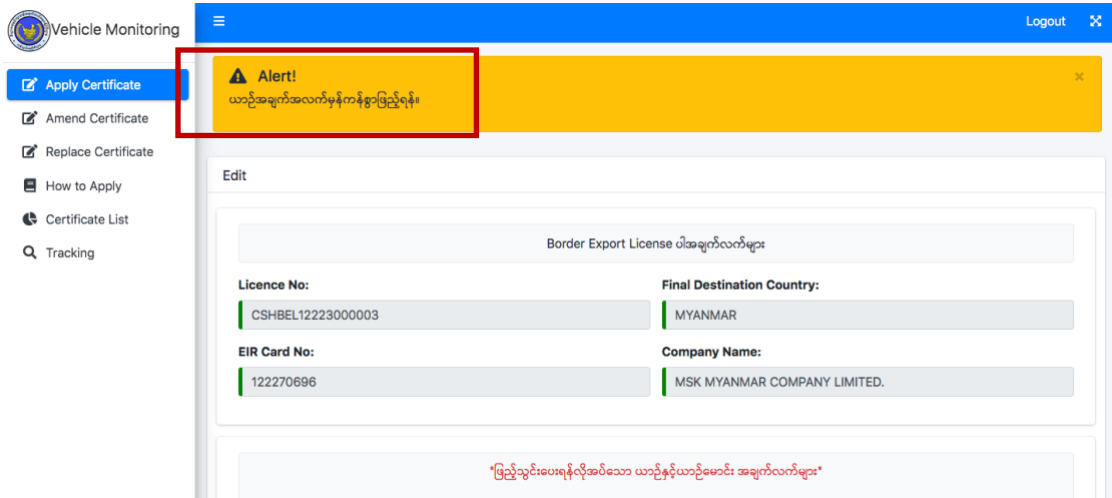 Vehicle Monitoring
Logout
Apply Certificate
Amend Certificate
Replace Certificate
How to Apply
Certificate List
Tracking
Alert!
ယာဉ်အချက်အလက်မှန်ကန်စွာဖြည့်ရန်။
Edit
Border Export License ပါအချက်လက်များ
Licence No:
Final Destination Country:
CSHBEL12223000003
MYANMAR
EIR Card No:
Company Name:
122270696
MSK MYANMAR COMPANY LIMITED.
*ဖြည့်သွင်းပေးရန်လိုအပ်သော ယာဉ်နှင့်ယာဉ်မောင်း အချက်လက်များ*